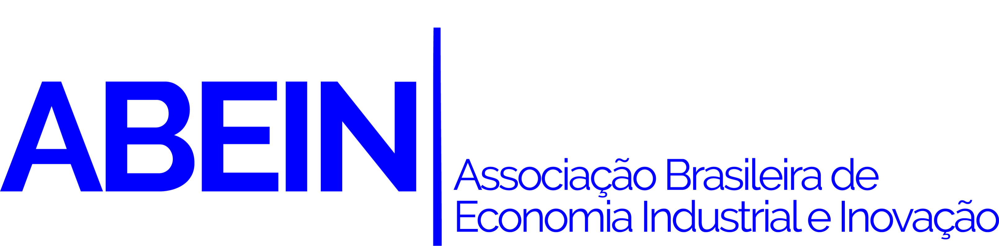 ABEIN
Associação Brasileira de
Economia Industrial e Inovação